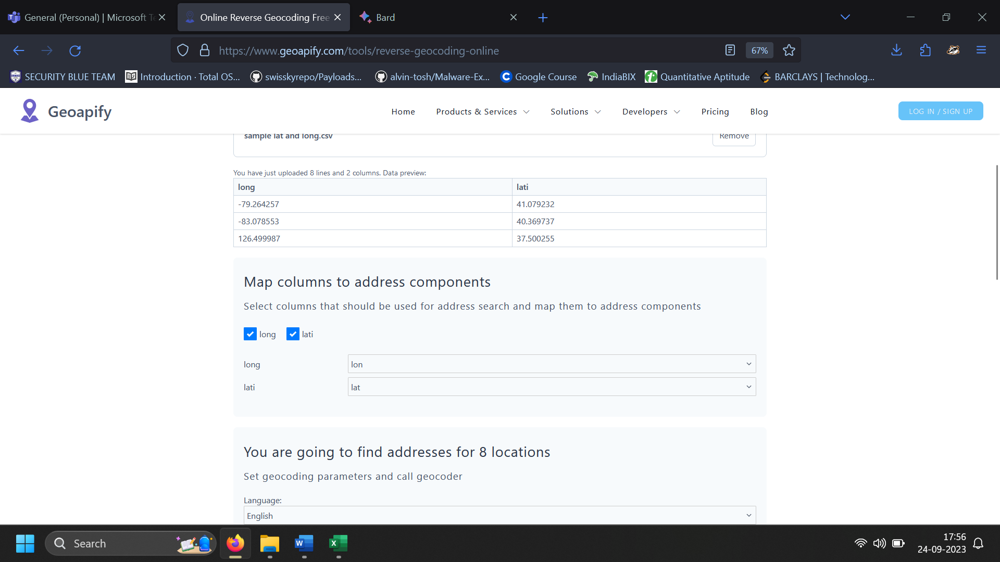 General (Personal) | Microsoft Te
Online Reverse Geocoding Free
Bard
https://www.geoapify.com/tools/reverse-geocoding-online
67%
SECURITY BLUE TEAM
Introduction · Total OS...
swisskyrepo/Payloads...
alvin-tosh/Malware-Ex...
Google Course
IndiaBIX
Quantitative Aptitude
BARCLAYS | Technolog...
Geoapify
Home
Products & Services
Solutions
Developers
Pricing
Blog
LOG IN / SIGN UP
sample lat and long.csv
Remove
You have just uploaded 8 lines and 2 columns. Data preview:
long lati
-79.264257 41.079232
-83.078553 40.369737
126.499987 37.500255
Map columns to address components
Select columns that should be used for address search and map them to address components
long lati
long lon
lati lat
You are going to find addresses for 8 locations
Set geocoding parameters and call geocoder
Language:
English
Search
17:56
24-09-2023